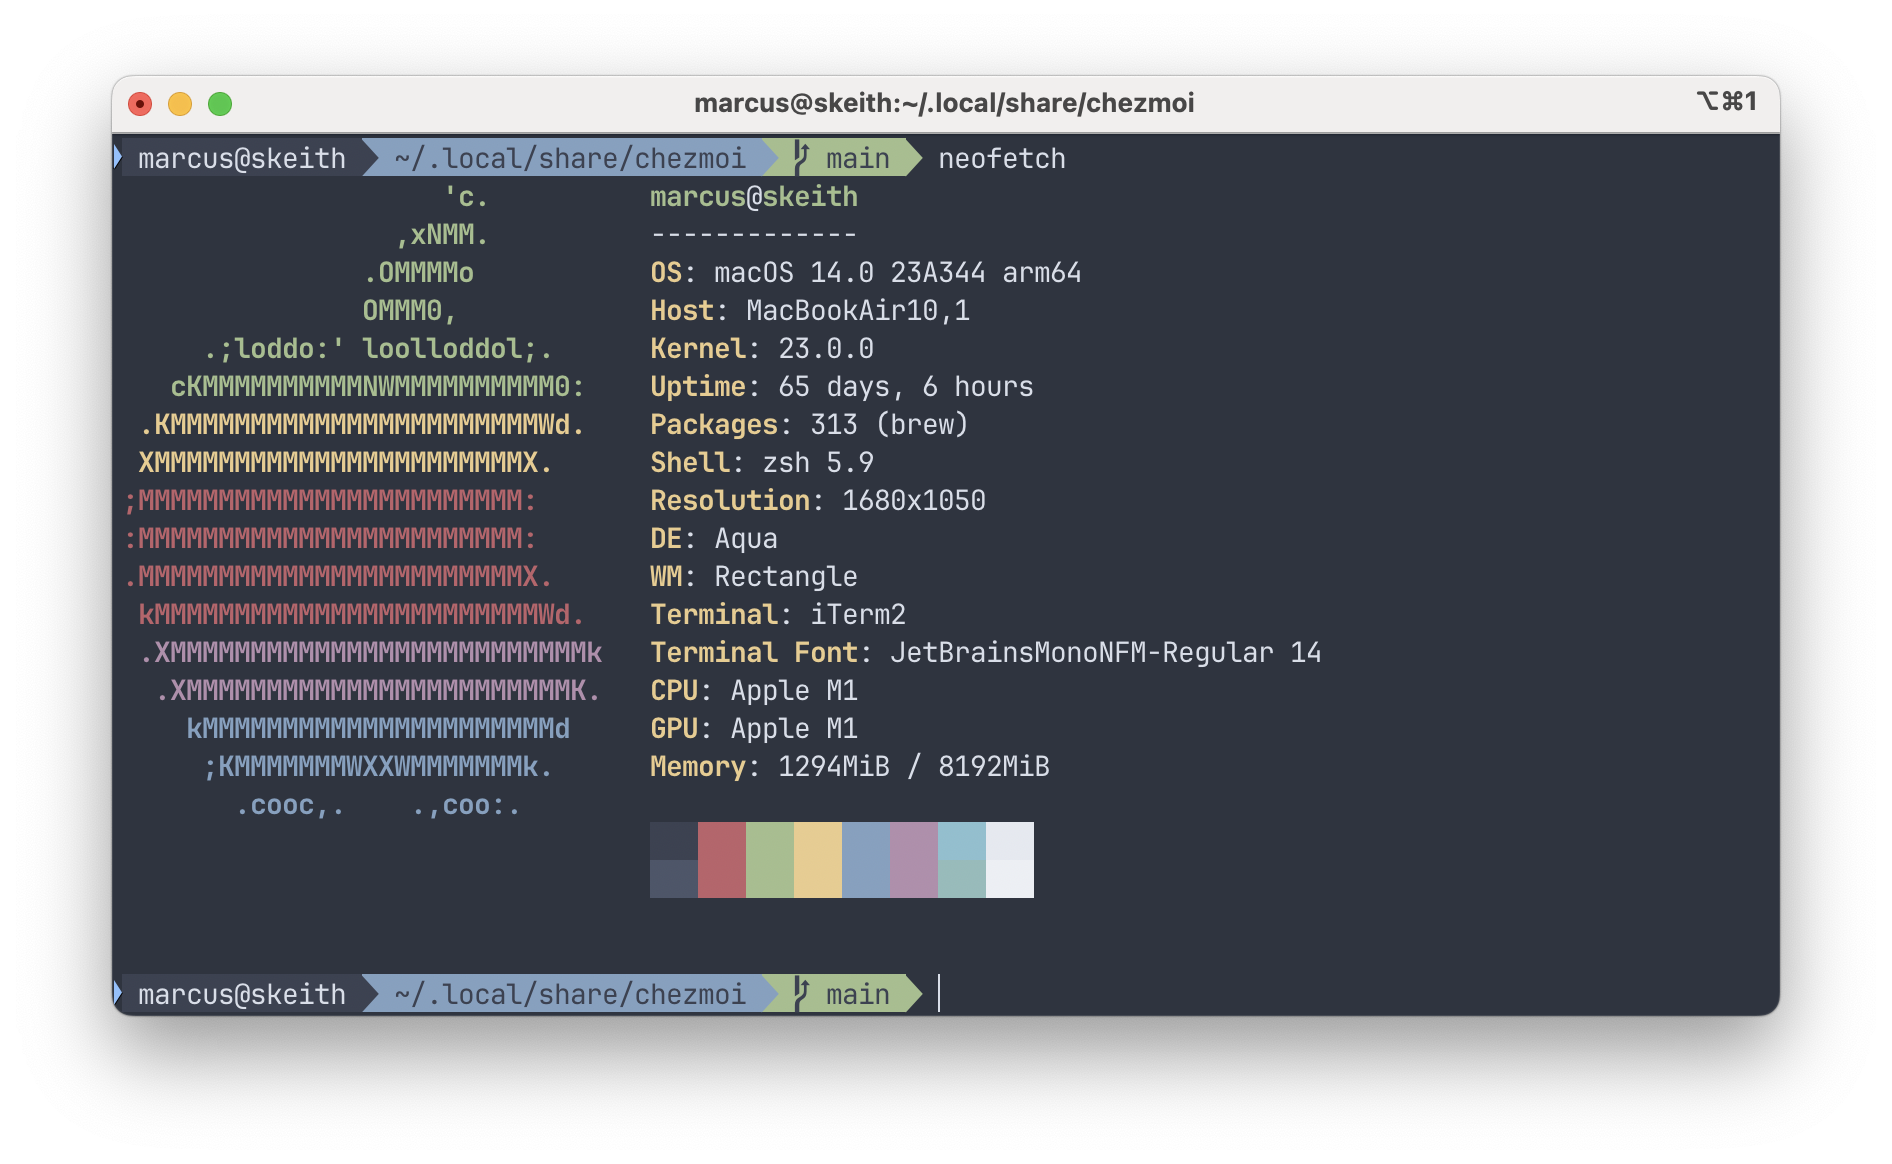 marcus@skeith:~/.local/share/chezmoi ⌥⌘1
marcus@skeith ~/.local/share/chezmoi main neofetch
'c. marcus@skeith
,xNMM. -------------
.OMMMMo OS: macOS 14.0 23A344 arm64
OMMM0, Host: MacBookAir10,1
.;loddo:' loolloddol;. Kernel: 23.0.0
cKMMMMMMMMMMNWMMMMMMMMMM0: Uptime: 65 days, 6 hours
.KMMMMMMMMMMMMMMMMMMMMMMMWd. Packages: 313 (brew)
XMMMMMMMMMMMMMMMMMMMMMMMX. Shell: zsh 5.9
;MMMMMMMMMMMMMMMMMMMMMMMM: Resolution: 1680x1050
:MMMMMMMMMMMMMMMMMMMMMMMM: DE: Aqua
.MMMMMMMMMMMMMMMMMMMMMMMMX. WM: Rectangle
kMMMMMMMMMMMMMMMMMMMMMMMMWd. Terminal: iTerm2
.XMMMMMMMMMMMMMMMMMMMMMMMMMMk Terminal Font: JetBrainsMonoNFM-Regular 14
.XMMMMMMMMMMMMMMMMMMMMMMMMK. CPU: Apple M1
kMMMMMMMMMMMMMMMMMMMMMMd GPU: Apple M1
;KMMMMMMMWXXWMMMMMMMk. Memory: 1294MiB / 8192MiB
.cooc,. .,coo:.
marcus@skeith ~/.local/share/chezmoi main